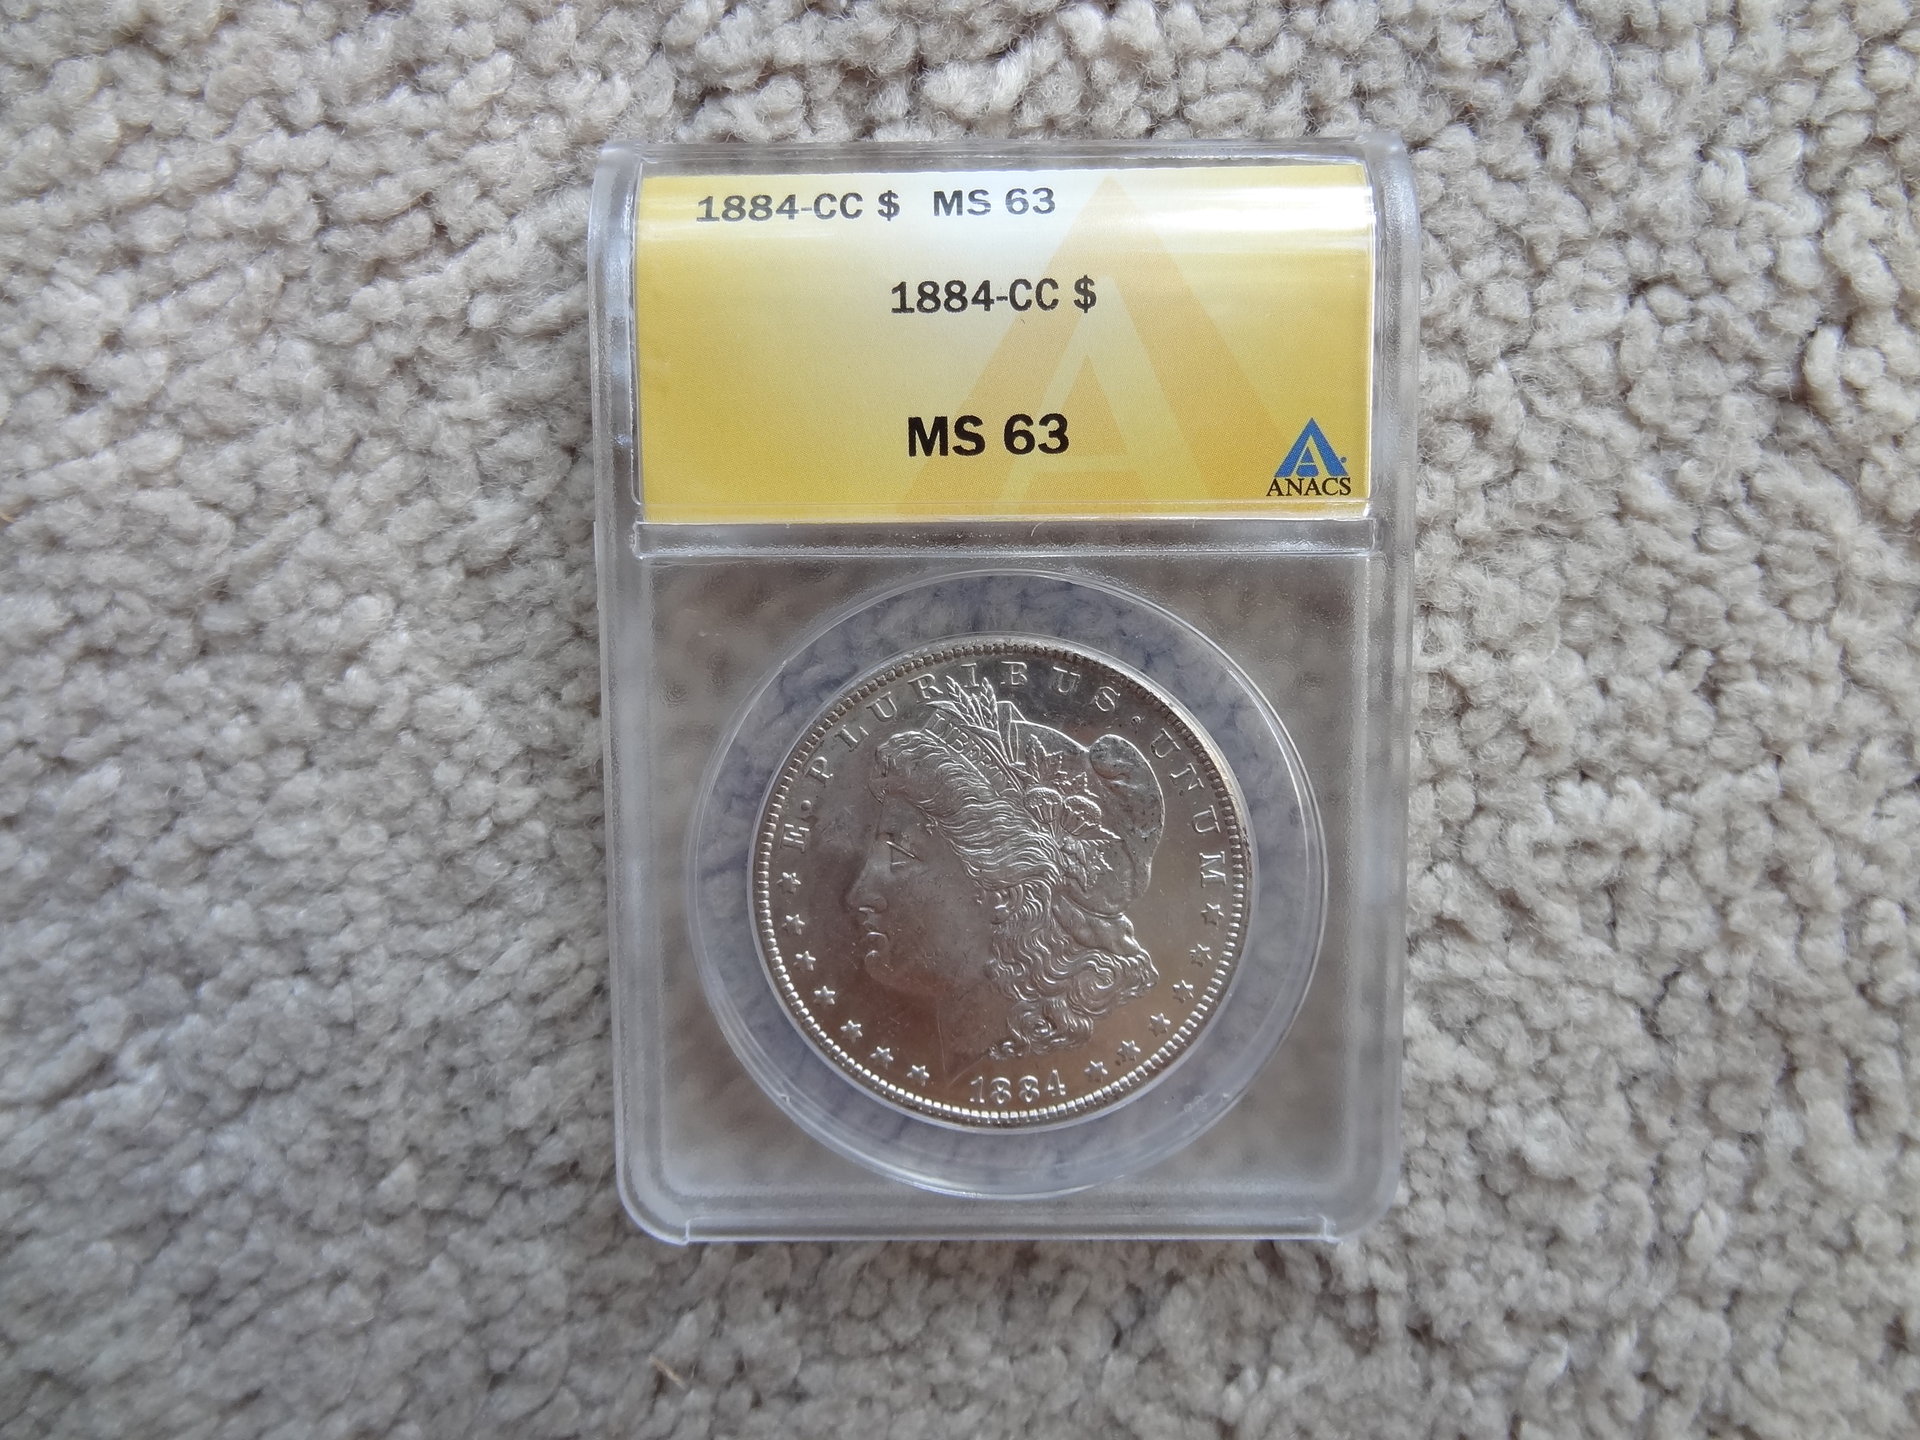 1884-CC $ MS 63
1884-CC $
MS 63
ANACS
E·PLURIBUS·UNUM
LIBERTY
1884